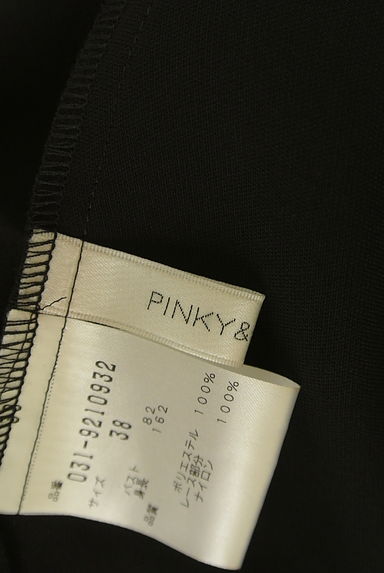 PINKY&
品番 031-9210932
サイズ 38
バスト 82
身長 162
品質
ポリエステル 100%
レース部分
ナイロン 100%